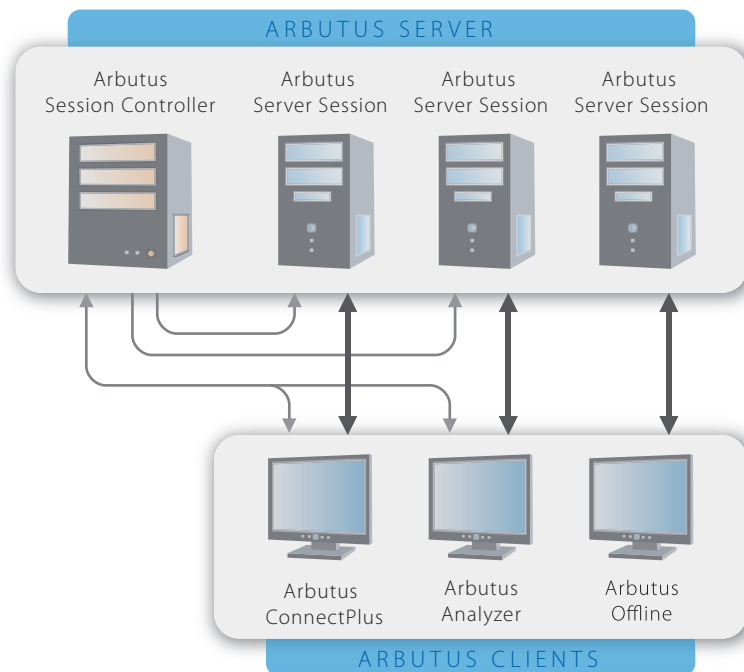 ARBUTUS SERVER
Arbutus
Session Controller
Arbutus
Server Session
Arbutus
Server Session
Arbutus
Server Session
Arbutus
ConnectPlus
Arbutus
Analyzer
Arbutus
Offline
ARBUTUS CLIENTS